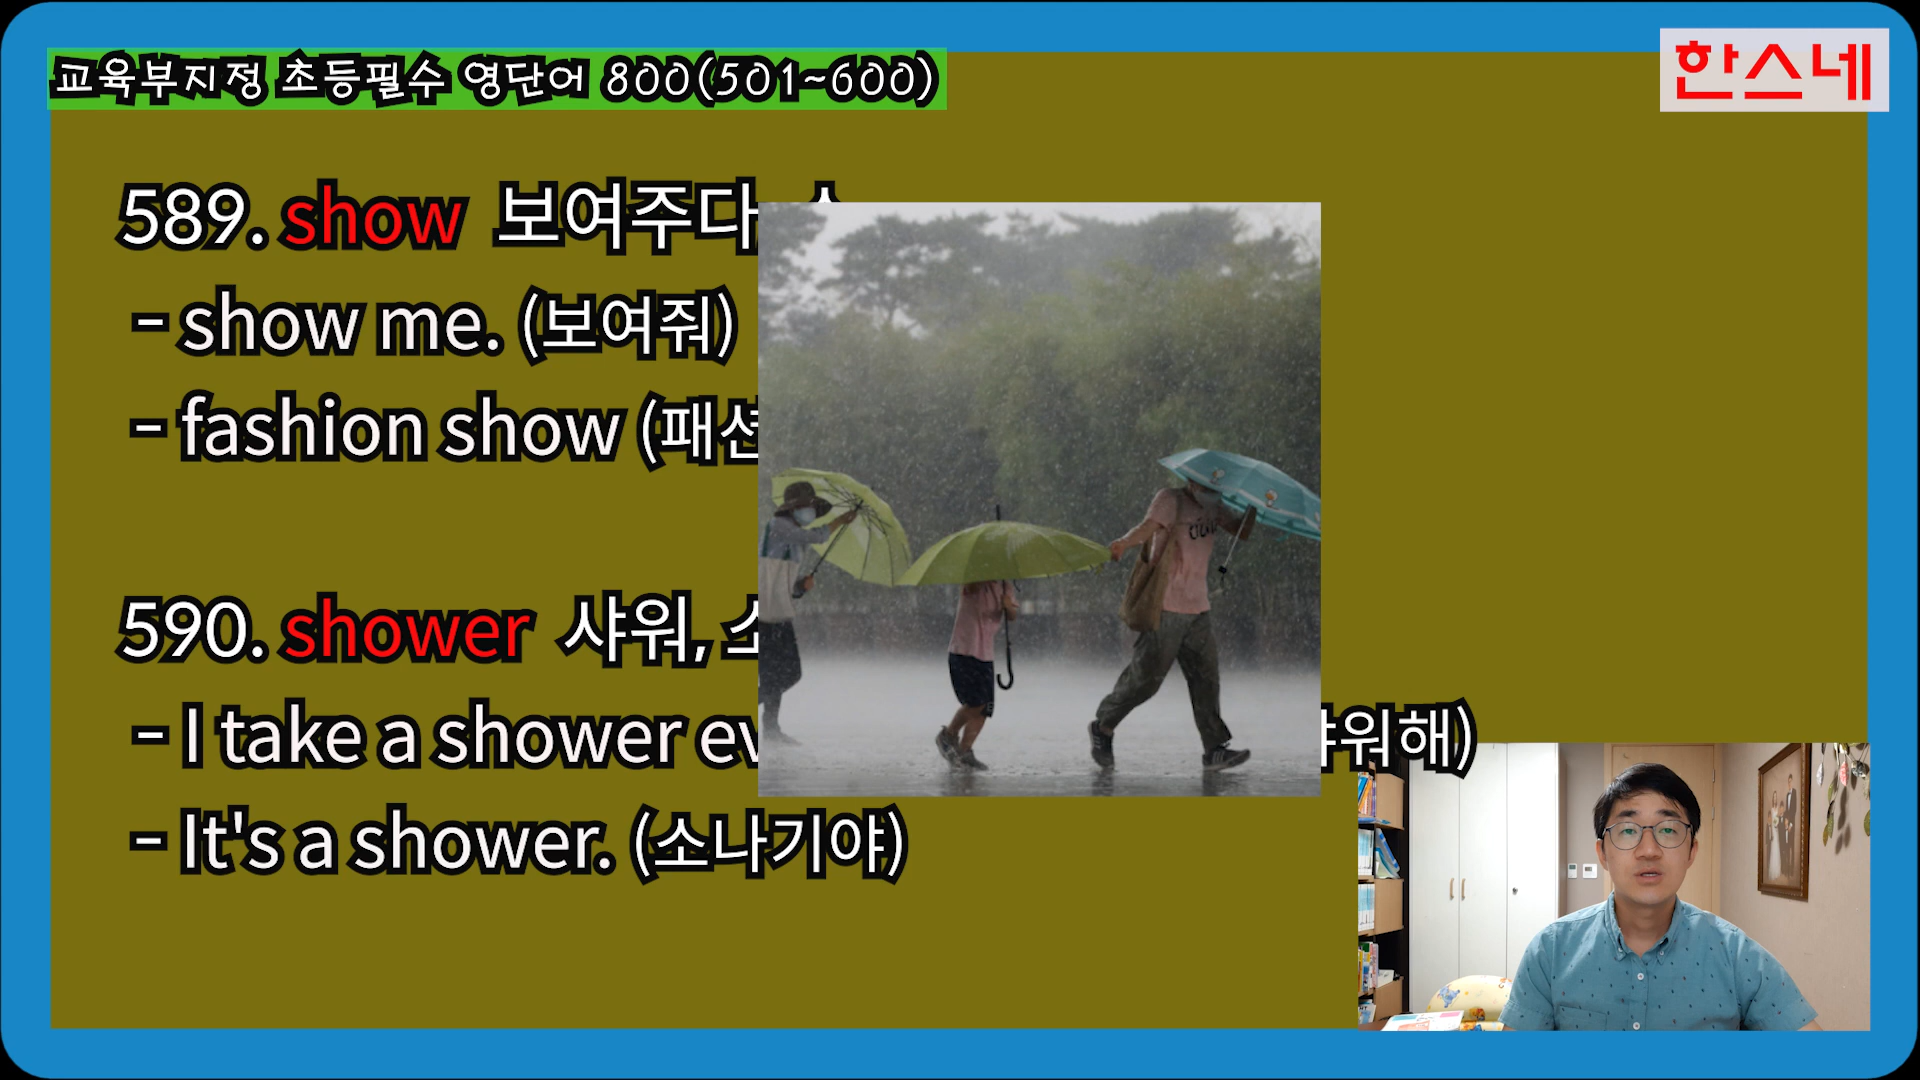 교육부지정 초등필수 영단어 800(501~600)
한스네
589. show 보여주다
- show me. (보여줘)
- fashion show (패션
590. shower 샤워,
- I take a shower 워해)
- It's a shower. (소나기야)